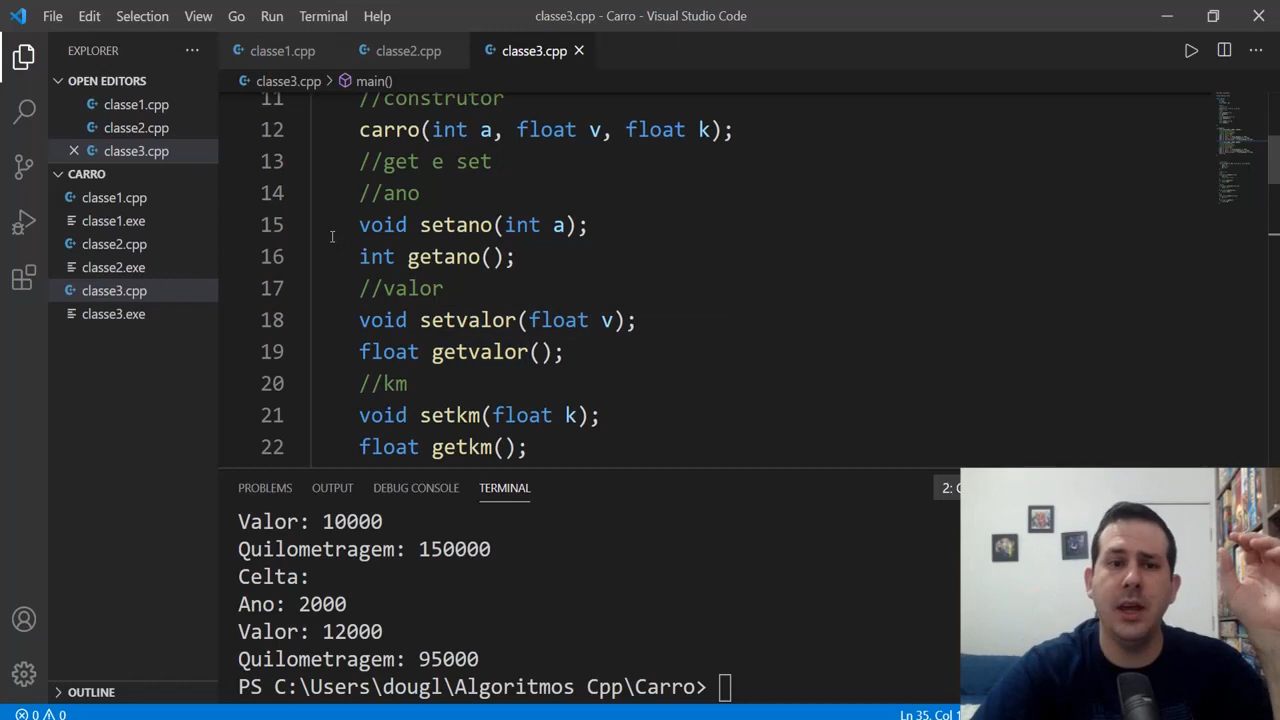 File Edit Selection View Go Run Terminal Help classe3.cpp - Carro - Visual Studio Code
EXPLORER
classe1.cpp classe2.cpp classe3.cpp
OPEN EDITORS
classe1.cpp
classe2.cpp
classe3.cpp
CARRO
classe1.cpp
classe1.exe
classe2.cpp
classe2.exe
classe3.cpp
classe3.exe
OUTLINE
classe3.cpp > main()
11 //construtor
12 carro(int a, float v, float k);
13 //get e set
14 //ano
15 void setano(int a);
16 int getano();
17 //valor
18 void setvalor(float v);
19 float getvalor();
20 //km
21 void setkm(float k);
22 float getkm();
PROBLEMS OUTPUT DEBUG CONSOLE TERMINAL 2:
Valor: 10000
Quilometragem: 150000
Celta:
Ano: 2000
Valor: 12000
Quilometragem: 95000
PS C:\Users\dougl\Algoritmos Cpp\Carro>
0 0 Ln 35, Col 1